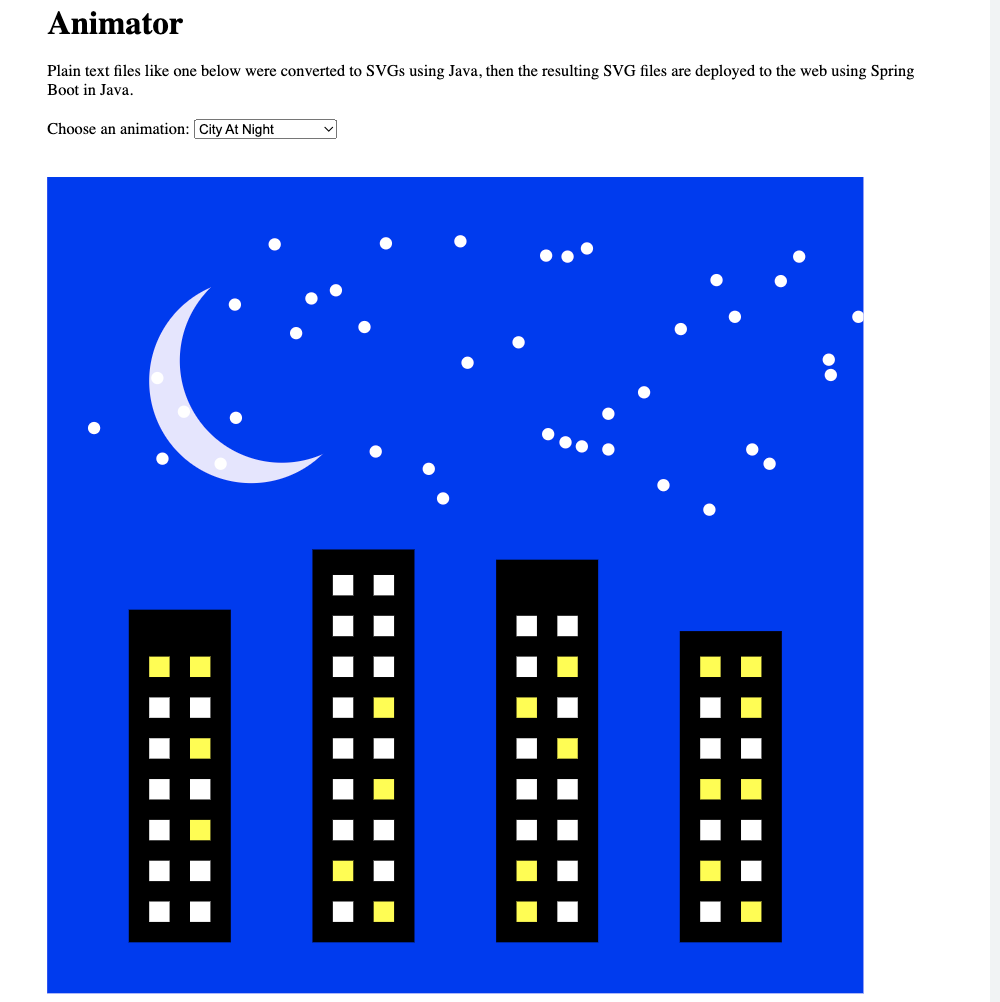 Animator
Plain text files like one below were converted to SVGs using Java, then the resulting SVG files are deployed to the web using Spring
Boot in Java.
Choose an animation: City At Night